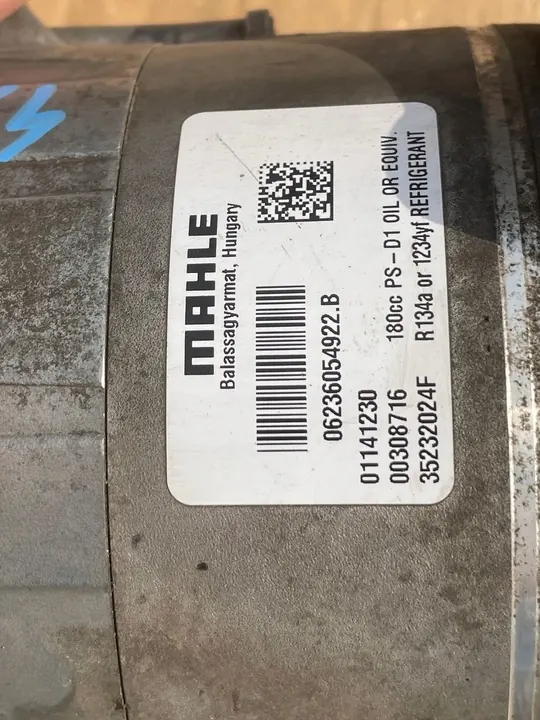 MAHLE
Balassagyarmat, Hungary
06236054922.B
01141230
00308716 180cc PS-D1 OIL OR EQUIV.
35232024F R134a or 1234yf REFRIGERANT